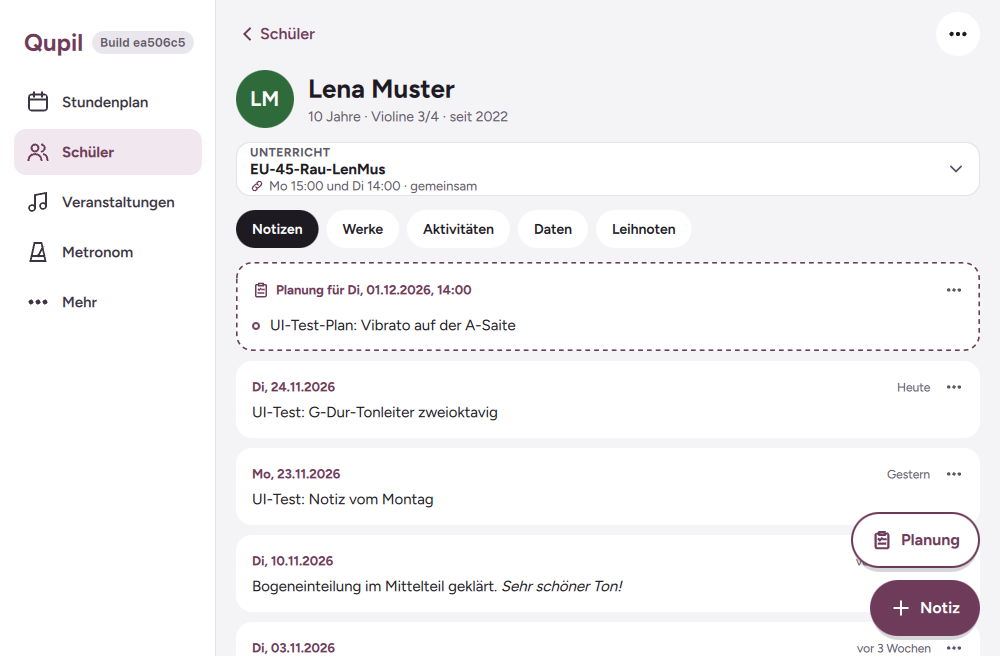 Qupil
Build ea506c5
Stundenplan
Schüler
Veranstaltungen
Metronom
Mehr
Schüler
LM
Lena Muster
10 Jahre · Violine 3/4 · seit 2022
UNTERRICHT
EU-45-Rau-LenMus
Mo 15:00 und Di 14:00 · gemeinsam
Notizen
Werke
Aktivitäten
Daten
Leihnoten
Planung für Di, 01.12.2026, 14:00
UI-Test-Plan: Vibrato auf der A-Saite
Di, 24.11.2026
Heute
UI-Test: G-Dur-Tonleiter zweioktavig
Mo, 23.11.2026
Gestern
UI-Test: Notiz vom Montag
Di, 10.11.2026
Bogeneinteilung im Mittelteil geklärt. Sehr schöner Ton!
Planung
Notiz
Di, 03.11.2026
vor 3 Wochen